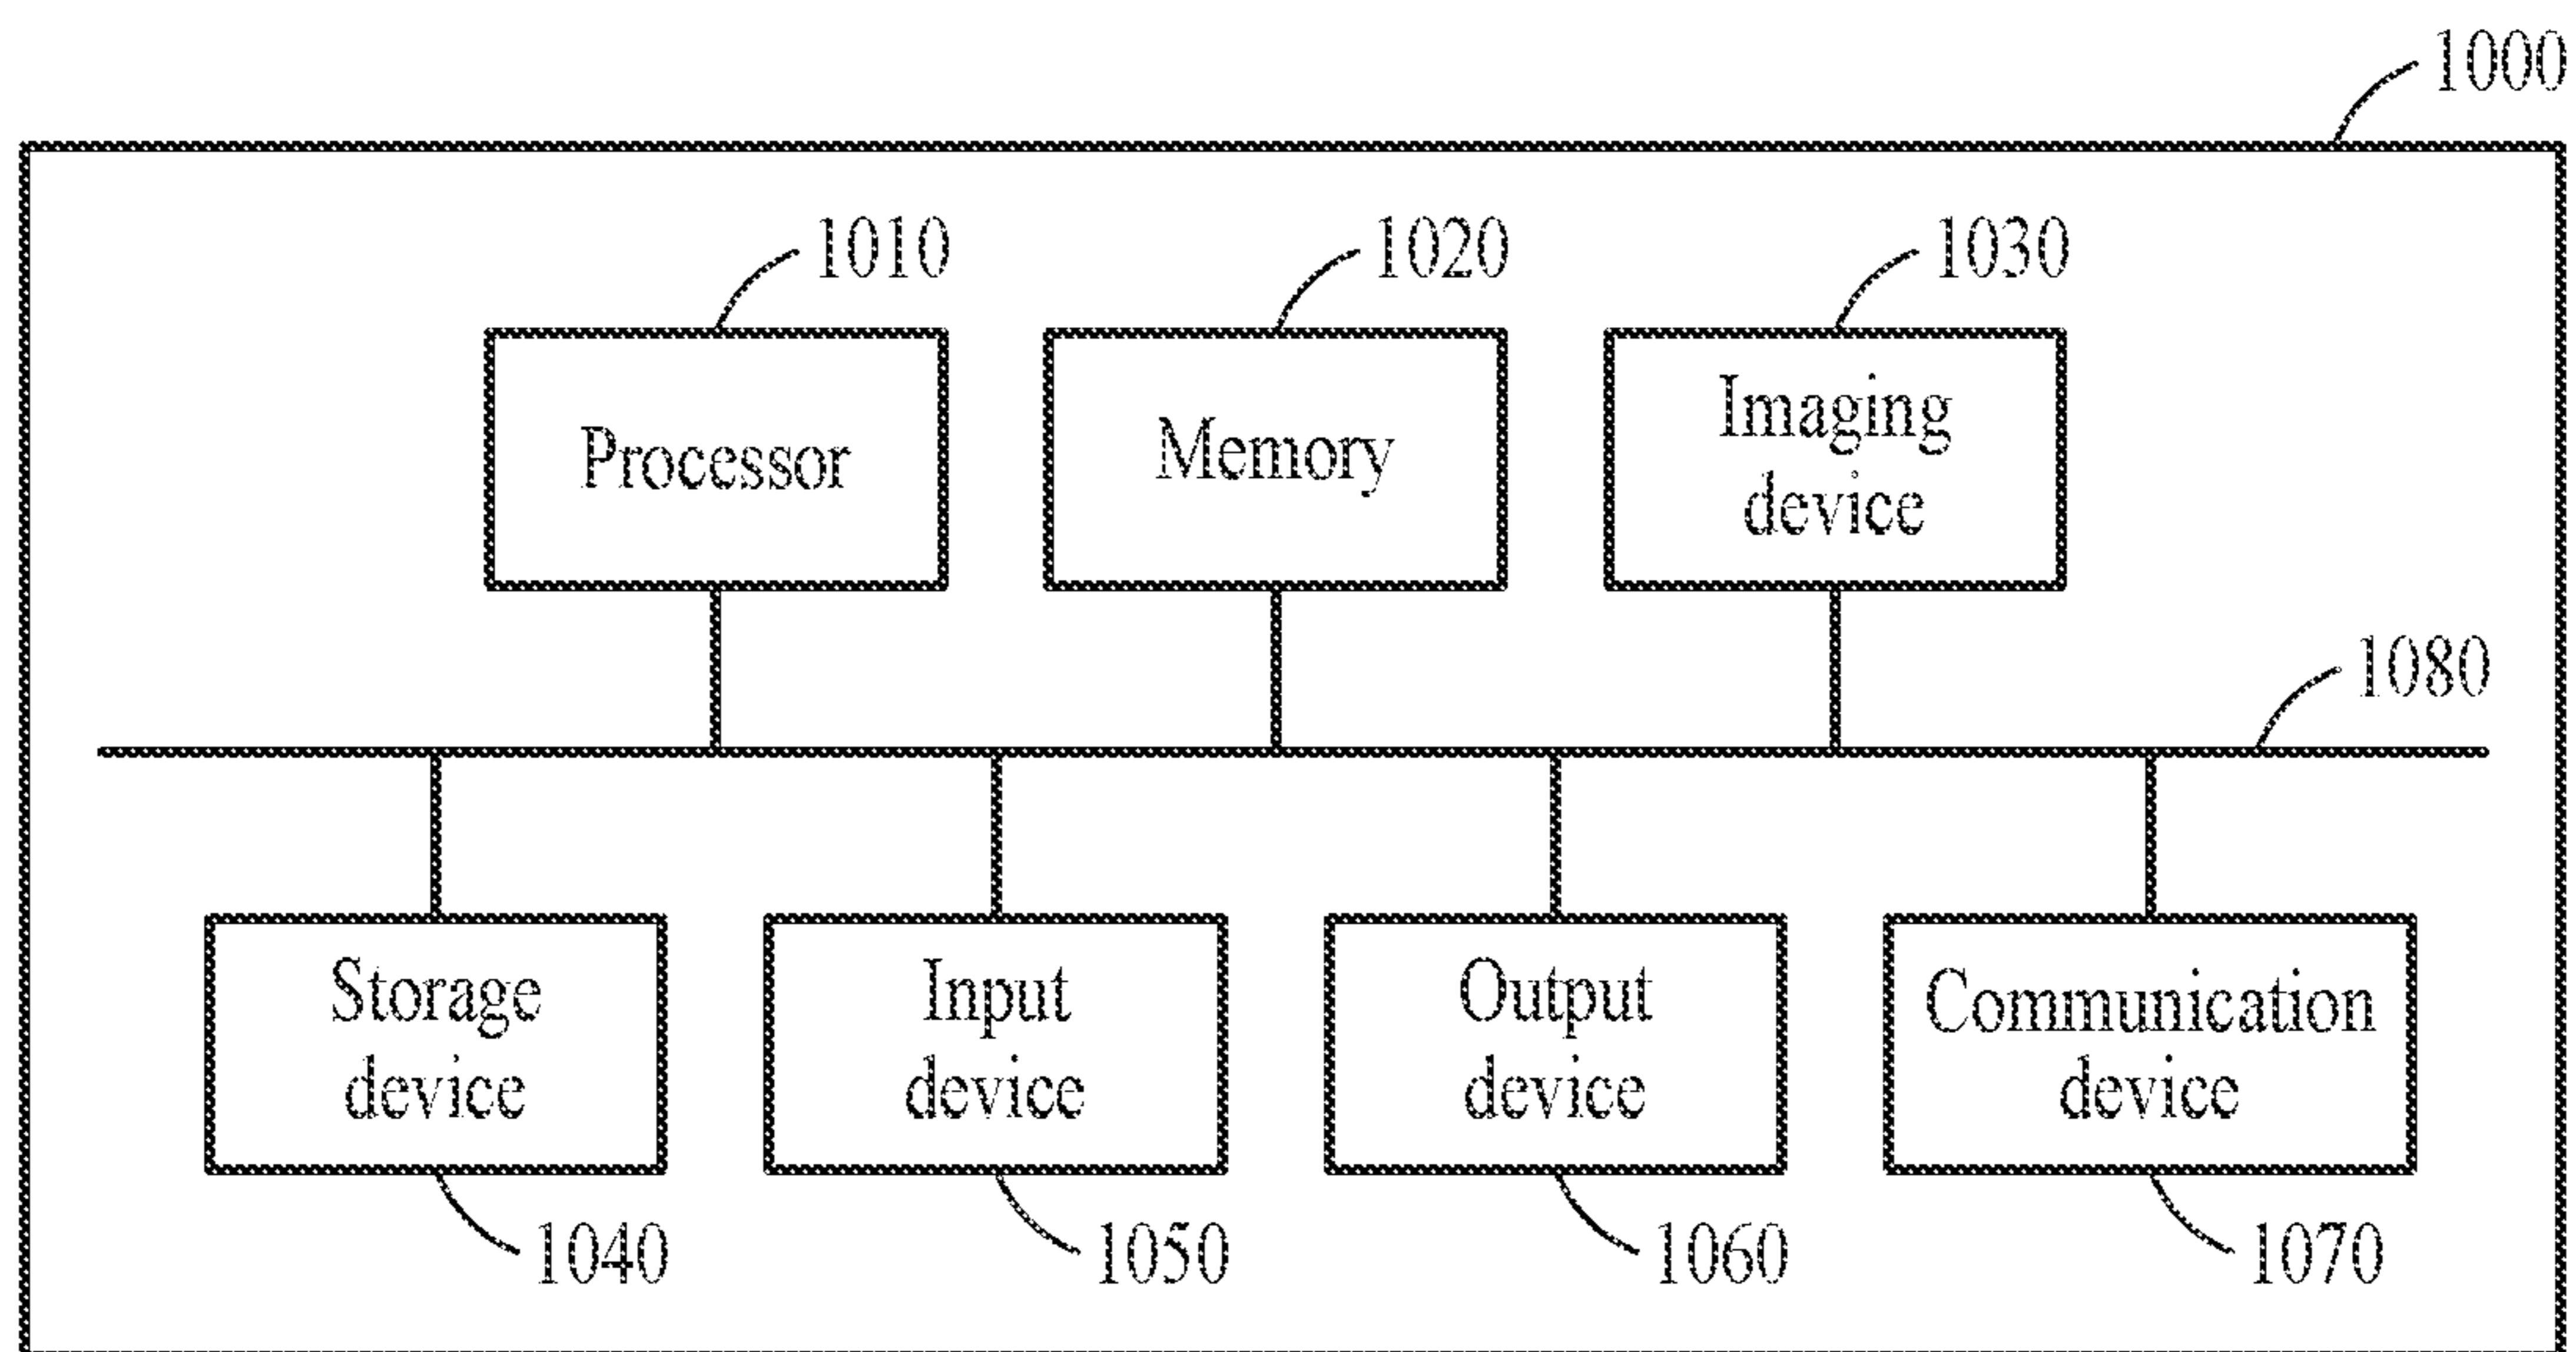 1000
1010
1020
1030
Processor
Memory
Imaging
device
1080
Storage
device
Input
device
Output
device
Communication
device
1040
1050
1060
1070